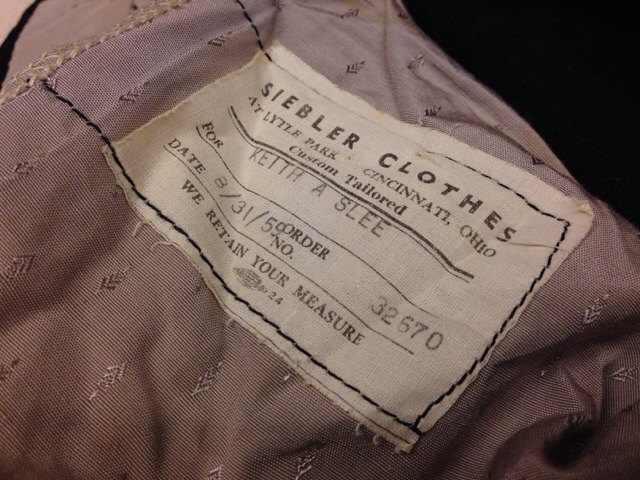 SIEBLER CLOTHES
AT LYTLE PARK · CINCINNATI, OHIO
Custom Tailored
FOR KEITH A SLEE
DATE 8/31/59 ORDER NO. 32670
WE RETAIN YOUR MEASURE
24